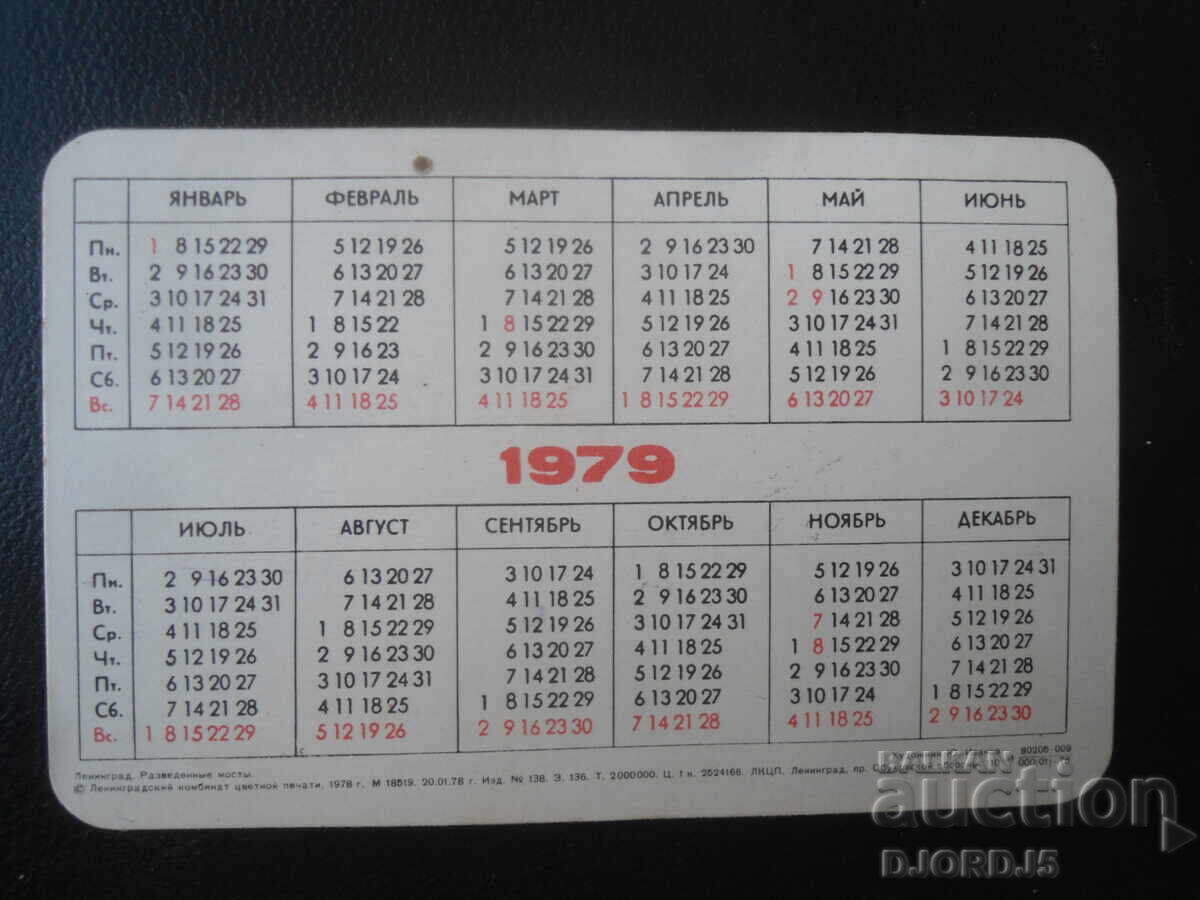 ЯНВАРЬ ФЕВРАЛЬ МАРТ АПРЕЛЬ МАЙ ИЮНЬ
Пн. 1 8 15 22 29 5 12 19 26 5 12 19 26 2 9 16 23 30 7 14 21 28 4 11 18 25
Вт. 2 9 16 23 30 6 13 20 27 6 13 20 27 3 10 17 24 1 8 15 22 29 5 12 19 26
Ср. 3 10 17 24 31 7 14 21 28 7 14 21 28 4 11 18 25 2 9 16 23 30 6 13 20 27
Чт. 4 11 18 25 1 8 15 22 1 8 15 22 29 5 12 19 26 3 10 17 24 31 7 14 21 28
Пт. 5 12 19 26 2 9 16 23 2 9 16 23 30 6 13 20 27 4 11 18 25 1 8 15 22 29
Сб. 6 13 20 27 3 10 17 24 3 10 17 24 31 7 14 21 28 5 12 19 26 2 9 16 23 30
Вс. 7 14 21 28 4 11 18 25 4 11 18 25 1 8 15 22 29 6 13 20 27 3 10 17 24
1979
ИЮЛЬ АВГУСТ СЕНТЯБРЬ ОКТЯБРЬ НОЯБРЬ ДЕКАБРЬ
Пн. 2 9 16 23 30 6 13 20 27 3 10 17 24 1 8 15 22 29 5 12 19 26 3 10 17 24 31
Вт. 3 10 17 24 31 7 14 21 28 4 11 18 25 2 9 16 23 30 6 13 20 27 4 11 18 25
Ср. 4 11 18 25 1 8 15 22 29 5 12 19 26 3 10 17 24 31 7 14 21 28 5 12 19 26
Чт. 5 12 19 26 2 9 16 23 30 6 13 20 27 4 11 18 25 1 8 15 22 29 6 13 20 27
Пт. 6 13 20 27 3 10 17 24 31 7 14 21 28 5 12 19 26 2 9 16 23 30 7 14 21 28
Сб. 7 14 21 28 4 11 18 25 1 8 15 22 29 6 13 20 27 3 10 17 24 1 8 15 22 29
Вс. 1 8 15 22 29 5 12 19 26 2 9 16 23 30 7 14 21 28 4 11 18 25 2 9 16 23 30
Ленинград. Разведенные мосты. 80205-009
© Ленинградский комбинат цветной печати, 1978 г. М 18519. 20.01.78 г. Изд. № 138. З. 136. Т. 2000000. Ц. 1 к. 2524166. ЛКЦП. Ленинград, пр.
BALKAN
auction
DJORDJ5